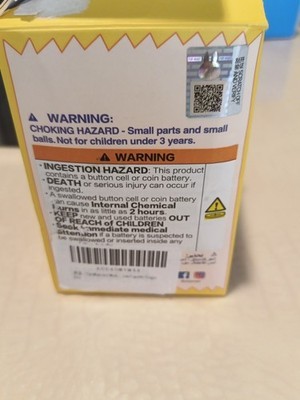 WARNING:
CHOKING HAZARD - Small parts and small
balls. Not for children under 3 years.
WARNING
• INGESTION HAZARD: This product
contains a button cell or coin battery.
• DEATH or serious injury can occur if
ingested.
• A swallowed button cell or coin battery
can cause Internal Chemical
Burns in as little as 2 hours.
• KEEP new and used batteries OUT
OF REACH of CHILDREN
• Seek immediate medical
attention if a battery is suspected to
be swallowed or inserted inside any